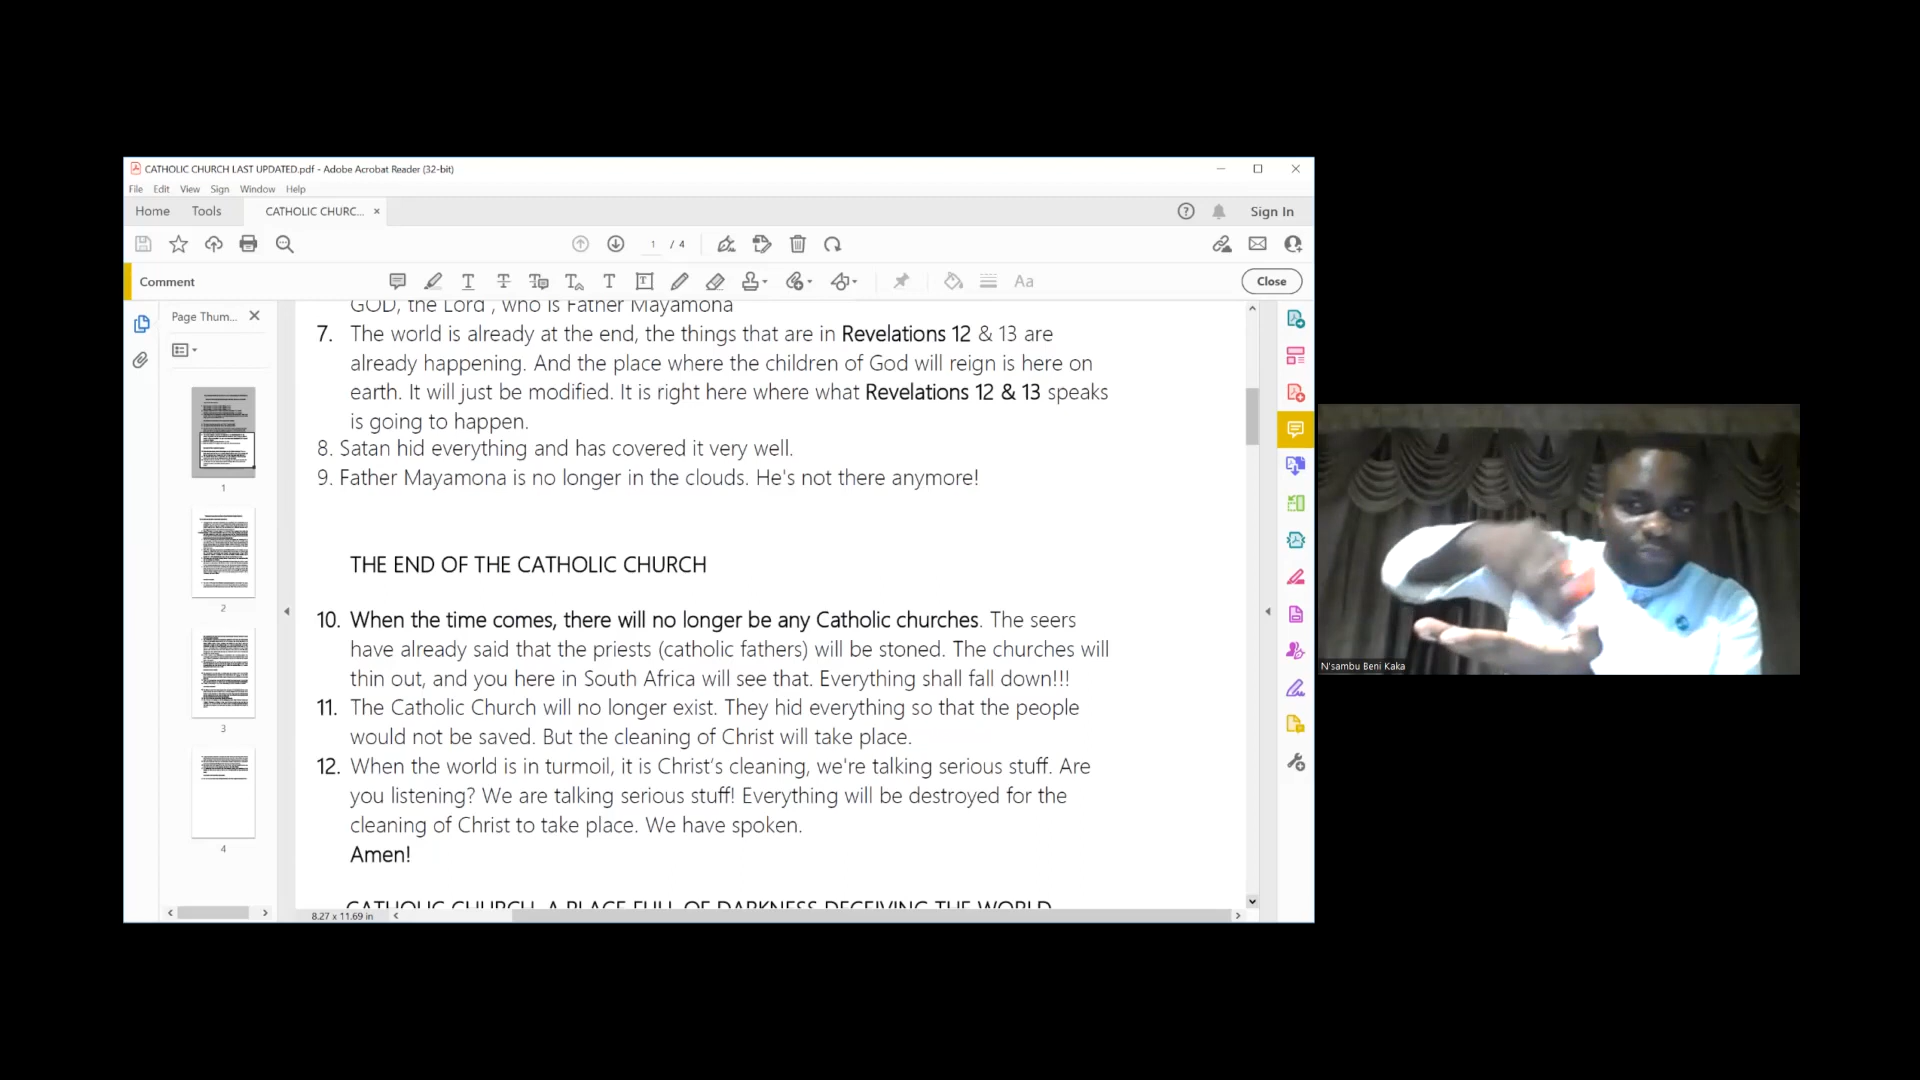 CATHOLIC CHURCH LAST UPDATED.pdf - Adobe Acrobat Reader (32-bit)
File Edit View Sign Window Help
Home Tools CATHOLIC CHURC... × Sign In
1 / 4
Comment Close
Page Thum...
1
2
3
4
GOD, the Lord , who is Father Mayamona
7. The world is already at the end, the things that are in Revelations 12 & 13 are
already happening. And the place where the children of God will reign is here on
earth. It will just be modified. It is right here where what Revelations 12 & 13 speaks
is going to happen.
8. Satan hid everything and has covered it very well.
9. Father Mayamona is no longer in the clouds. He's not there anymore!
THE END OF THE CATHOLIC CHURCH
10. When the time comes, there will no longer be any Catholic churches. The seers
have already said that the priests (catholic fathers) will be stoned. The churches will
thin out, and you here in South Africa will see that. Everything shall fall down!!!
11. The Catholic Church will no longer exist. They hid everything so that the people
would not be saved. But the cleaning of Christ will take place.
12. When the world is in turmoil, it is Christ's cleaning, we're talking serious stuff. Are
you listening? We are talking serious stuff! Everything will be destroyed for the
cleaning of Christ to take place. We have spoken.
Amen!
CATHOLIC CHURCH, A PLACE FULL OF DARKNESS DECEIVING THE WORLD
8.27 x 11.69 in
N'sambu Beni Kaka